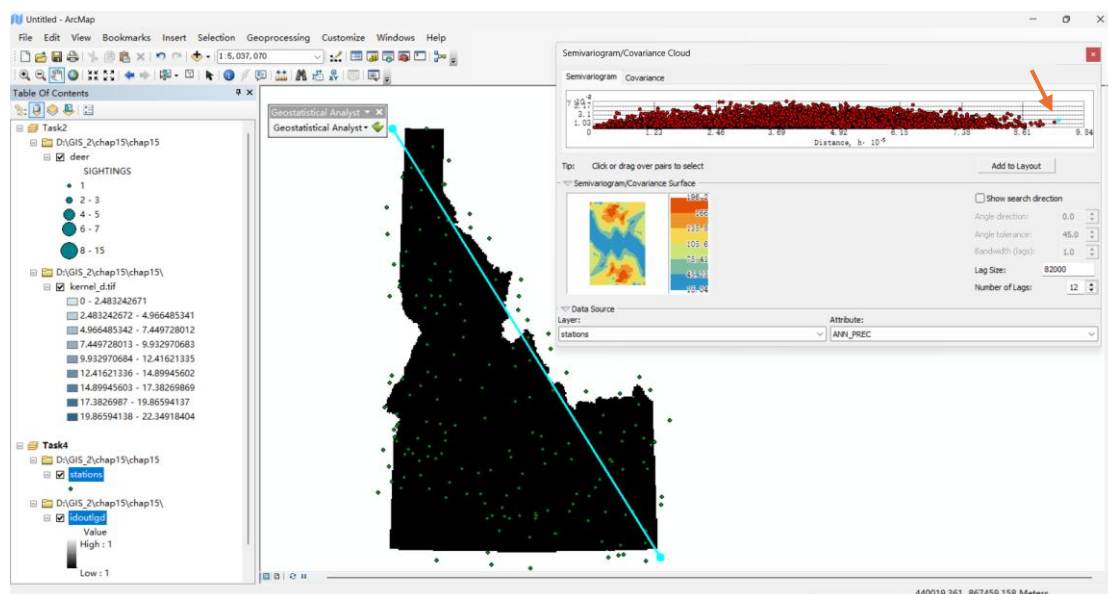 Untitled - ArcMap
File Edit View Bookmarks Insert Selection Geoprocessing Customize Windows Help
1:5,037,070
Table Of Contents
Task2
D:\GIS_2\chap15\chap15
deer
SIGHTINGS
1
2 - 3
4 - 5
6 - 7
8 - 15
D:\GIS_2\chap15\chap15\
kernel_d.tif
0 - 2.483242671
2.483242672 - 4.966485341
4.966485342 - 7.449728012
7.449728013 - 9.932970683
9.932970684 - 12.41621335
12.41621336 - 14.89945602
14.89945603 - 17.38269869
17.3826987 - 19.86594137
19.86594138 - 22.34918404
Task4
D:\GIS_2\chap15\chap15
stations
D:\GIS_2\chap15\chap15\
idoutlgd
Value
High : 1
Low : 1
Geostatistical Analyst
Geostatistical Analyst
Semivariogram/Covariance Cloud
Semivariogram Covariance
3.1
1.03
0 1.23 2.46 3.69 4.92 6.15 7.38 8.61 9.84
Distance, h· 10⁻⁵
Tip: Click or drag over pairs to select
Add to Layout
Semivariogram/Covariance Surface
105.6
75.41
Show search direction
Angle direction: 0.0
Angle tolerance: 45.0
Bandwidth (lags): 1.0
Lag Size: 82000
Number of Lags: 12
Data Source
Layer: Attribute:
stations ANN_PREC
440019.361 867459.158 Meters